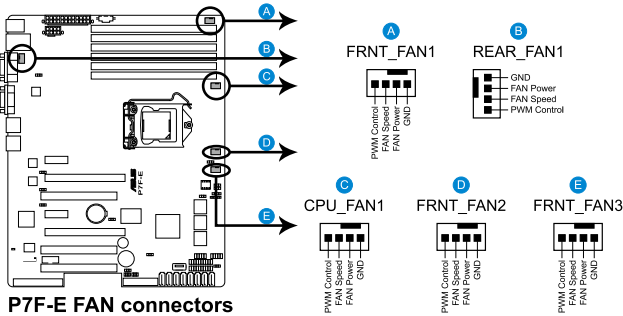 A
B
C
D
E
ASUS
P7F-E
P7F-E FAN connectors
A
FRNT_FAN1
PWM Control
FAN Speed
FAN Power
GND
B
REAR_FAN1
GND
FAN Power
FAN Speed
PWM Control
C
CPU_FAN1
PWM Control
FAN Speed
FAN Power
GND
D
FRNT_FAN2
PWM Control
FAN Speed
FAN Power
GND
E
FRNT_FAN3
PWM Control
FAN Speed
FAN Power
GND